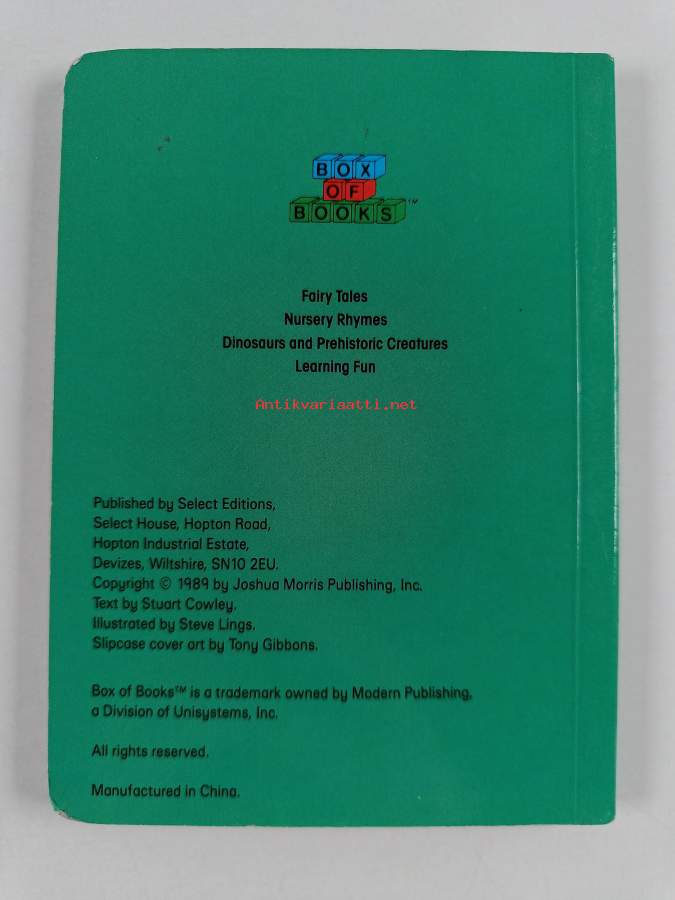 BOX
OF
BOOKS™
Fairy Tales
Nursery Rhymes
Dinosaurs and Prehistoric Creatures
Learning Fun
Antikvariaatti.net
Published by Select Editions,
Select House, Hopton Road,
Hopton Industrial Estate,
Devizes, Wiltshire, SN10 2EU.
Copyright © 1989 by Joshua Morris Publishing, Inc.
Text by Stuart Cowley.
Illustrated by Steve Lings.
Slipcase cover art by Tony Gibbons.
Box of Books™ is a trademark owned by Modern Publishing,
a Division of Unisystems, Inc.
All rights reserved.
Manufactured in China.